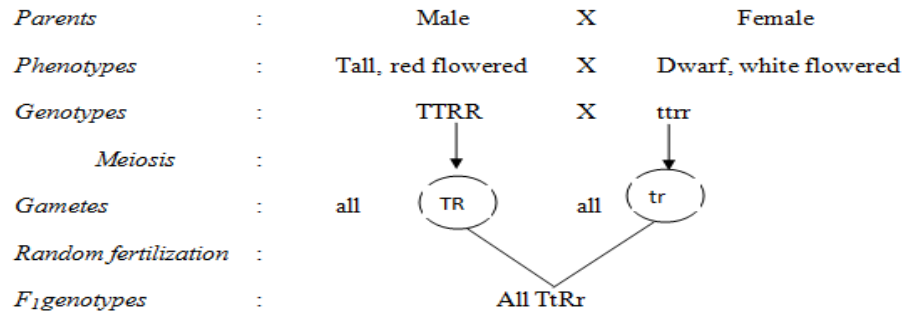 Parents : Male X Female
Phenotypes : Tall, red flowered X Dwarf, white flowered
Genotypes : TTRR X ttrr
Meiosis :
Gametes : all TR all tr
Random fertilization :
F1genotypes : All TtRr